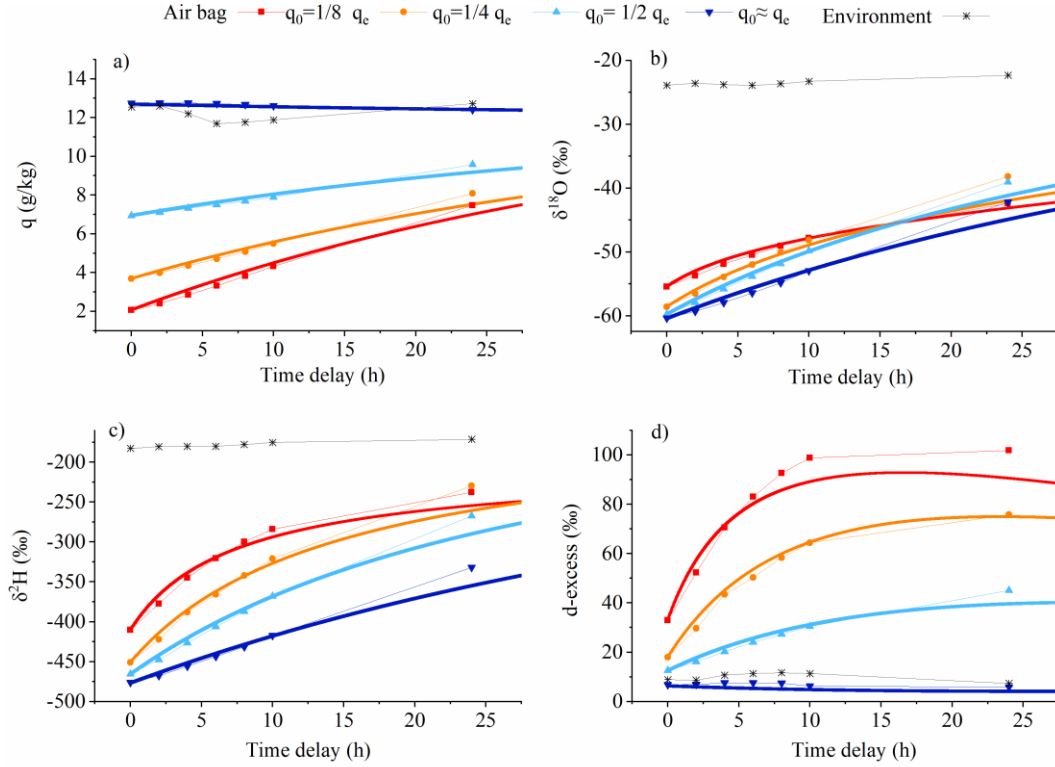 Air bag q₀=1/8 qₑ q₀=1/4 qₑ q₀= 1/2 qₑ q₀≈ qₑ Environment
a)
14
12
10
8
6
4
2
q (g/kg)
0 5 10 15 20 25
Time delay (h)
b)
-20
-30
-40
-50
-60
δ¹⁸O (‰)
0 5 10 15 20 25
Time delay (h)
c)
-200
-250
-300
-350
-400
-450
-500
δ²H (‰)
0 5 10 15 20 25
Time delay (h)
d)
100
80
60
40
20
0
d-excess (‰)
0 5 10 15 20 25
Time delay (h)